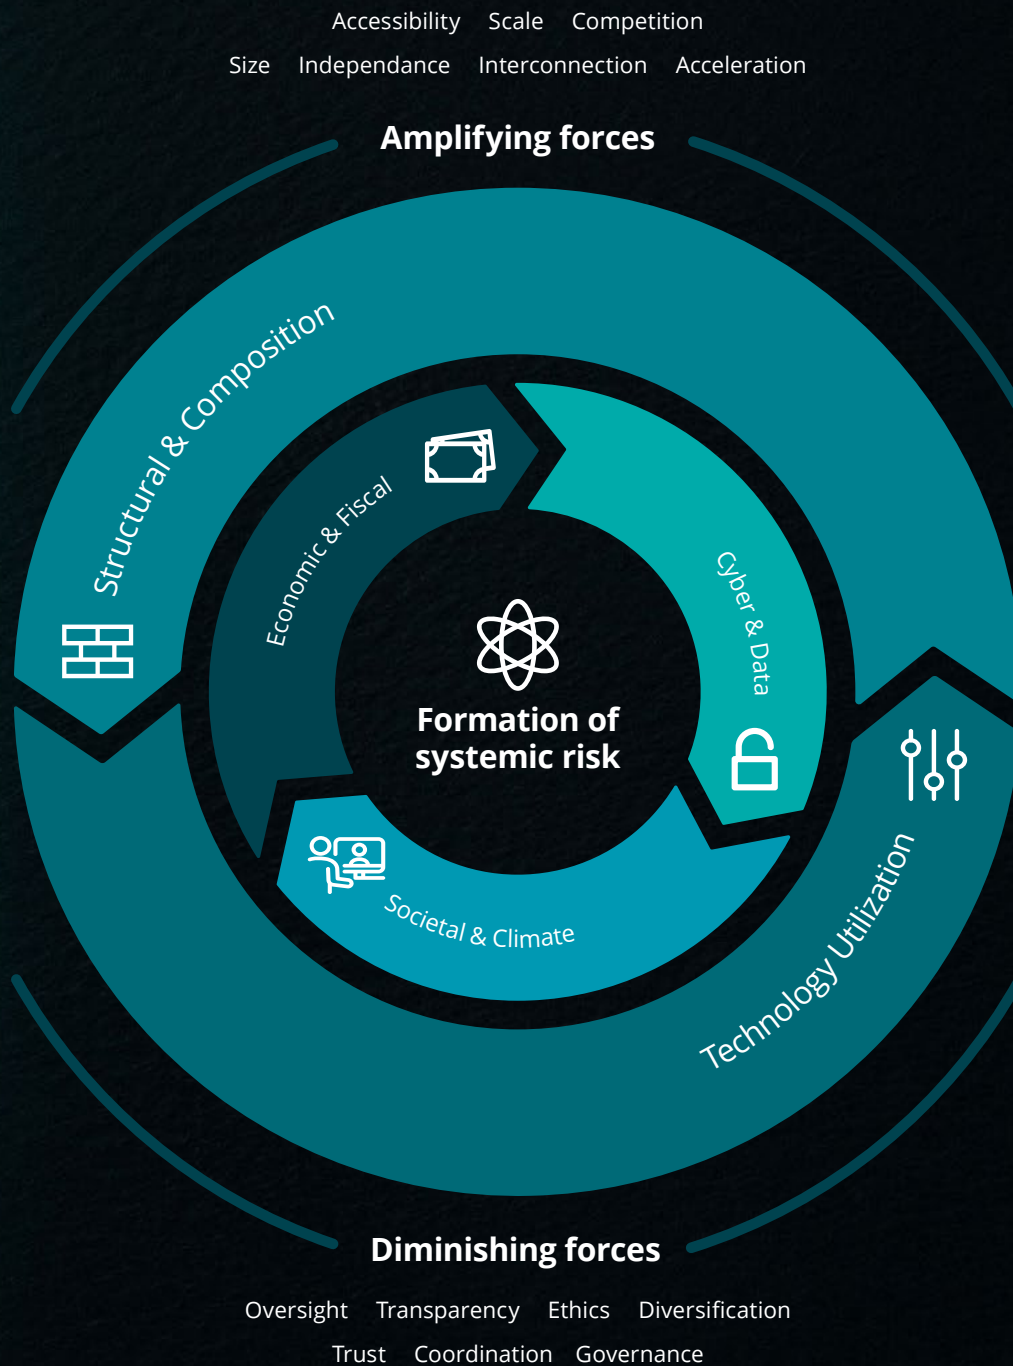 Accessibility Scale Competition
Size Independance Interconnection Acceleration
Amplifying forces
Structural & Composition
Economic & Fiscal
Cyber & Data
Formation of
systemic risk
Societal & Climate
Technology Utilization
Diminishing forces
Oversight Transparency Ethics Diversification
Trust Coordination Governance